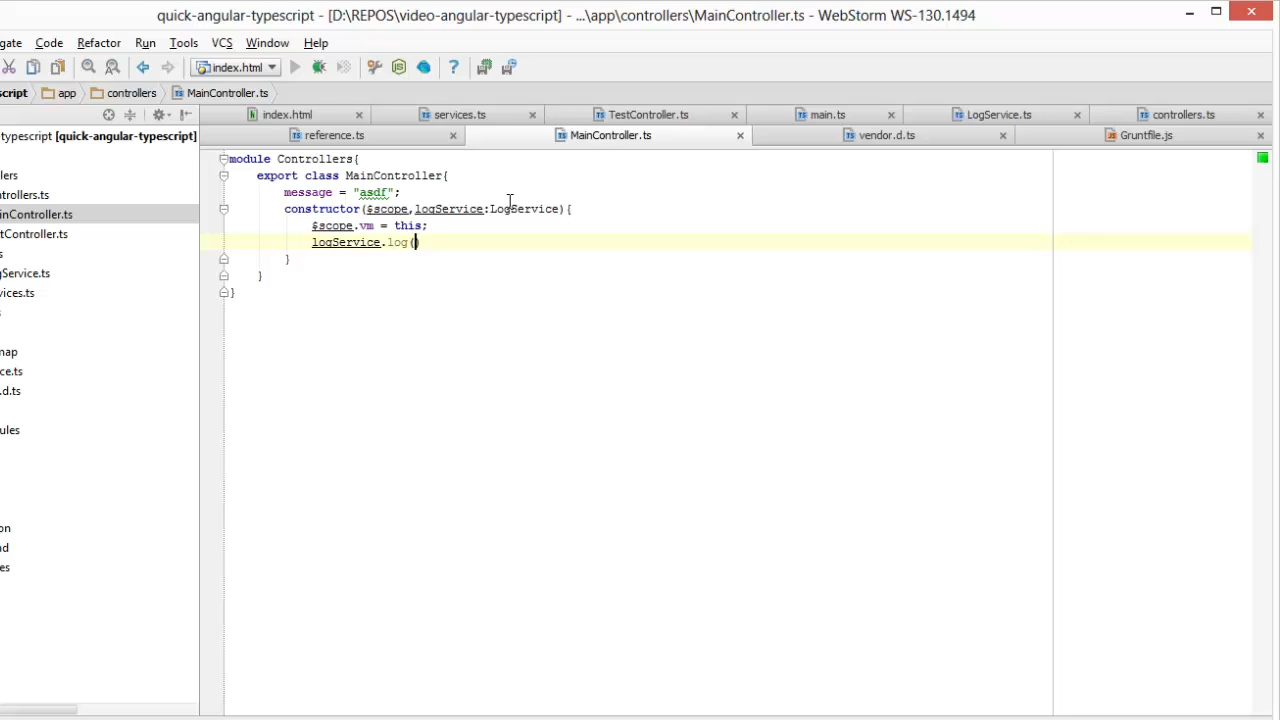 quick-angular-typescript - [D:\REPOS\video-angular-typescript] - ...\app\controllers\MainController.ts - WebStorm WS-130.1494
gate Code Refactor Run Tools VCS Window Help
index.html
script app controllers MainController.ts
typescript [quick-angular-typescript]
index.html services.ts TestController.ts main.ts LogService.ts controllers.ts
reference.ts MainController.ts vendor.d.ts Gruntfile.js
lers
ntrollers.ts
inController.ts
tController.ts
s
gService.ts
vices.ts
s
map
ce.ts
.d.ts
ules
on
nd
es
module Controllers{
export class MainController{
message = "asdf";
constructor($scope,logService:LogService){
$scope.vm = this;
logService.log()
}
}
}